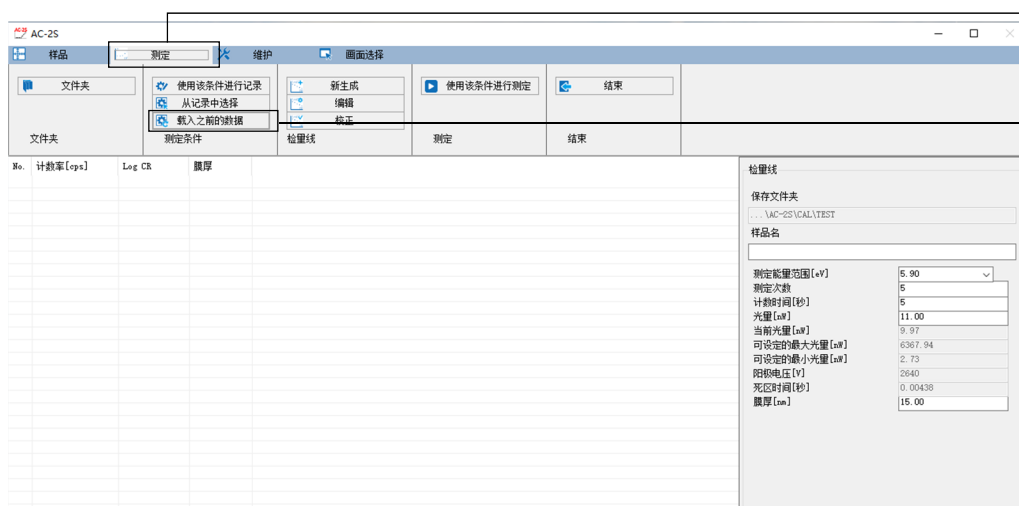 AC-2S AC-2S
样品 测定 维护 画面选择
文件夹 使用该条件进行记录 新生成 使用该条件进行测定 结束
从记录中选择 编辑
载入之前的数据 校正
文件夹 测定条件 检量线 测定 结束
No. 计数率[cps] Log CR 膜厚
检量线
保存文件夹
...\AC-2S\CAL\TEST
样品名
测定能量范围[eV] 5.90
测定次数 5
计数时间[秒] 5
光量[nW] 11.00
当前光量[nW] 9.97
可设定的最大光量[nW] 6367.94
可设定的最小光量[nW] 2.73
阳极电压[V] 2640
死区时间[秒] 0.00438
膜厚[nm] 15.00